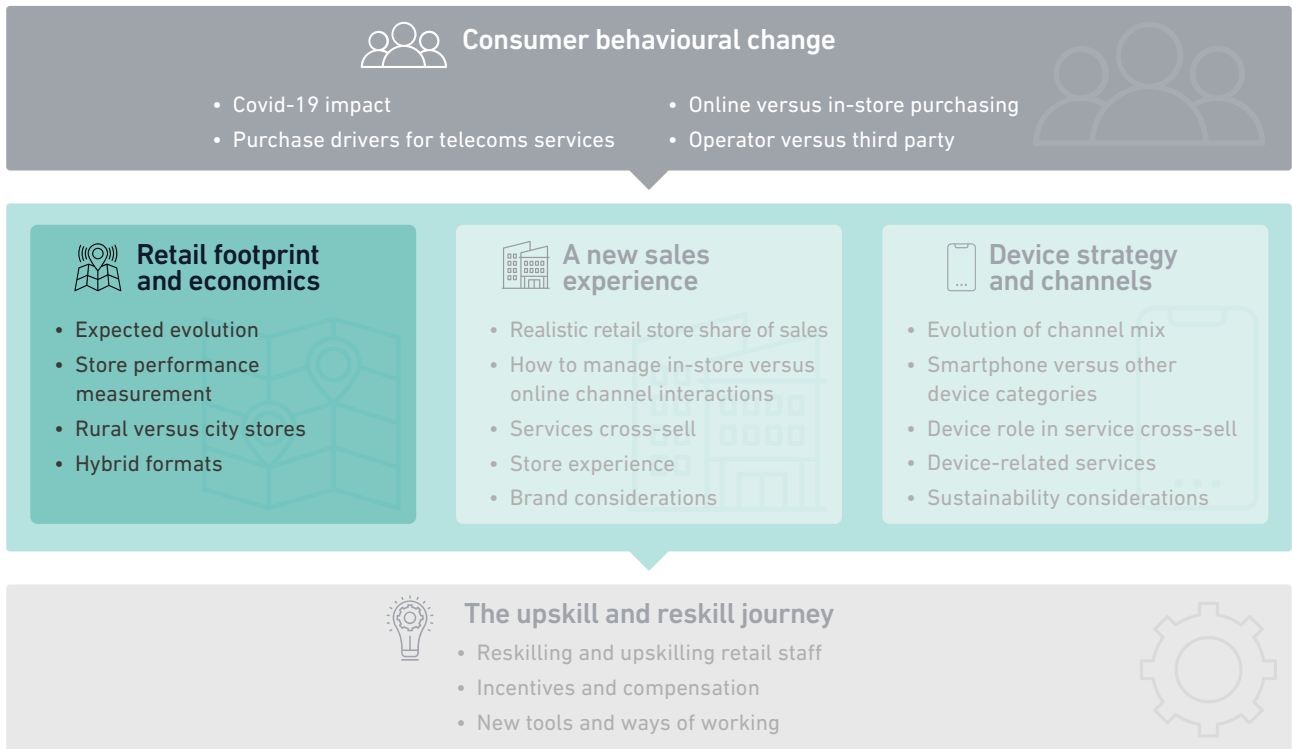 Consumer behavioural change
• Covid-19 impact
• Purchase drivers for telecoms services
• Online versus in-store purchasing
• Operator versus third party
Retail footprint
and economics
• Expected evolution
• Store performance
measurement
• Rural versus city stores
• Hybrid formats
A new sales
experience
• Realistic retail store share of sales
• How to manage in-store versus
online channel interactions
• Services cross-sell
• Store experience
• Brand considerations
Device strategy
and channels
• Evolution of channel mix
• Smartphone versus other
device categories
• Device role in service cross-sell
• Device-related services
• Sustainability considerations
The upskill and reskill journey
• Reskilling and upskilling retail staff
• Incentives and compensation
• New tools and ways of working